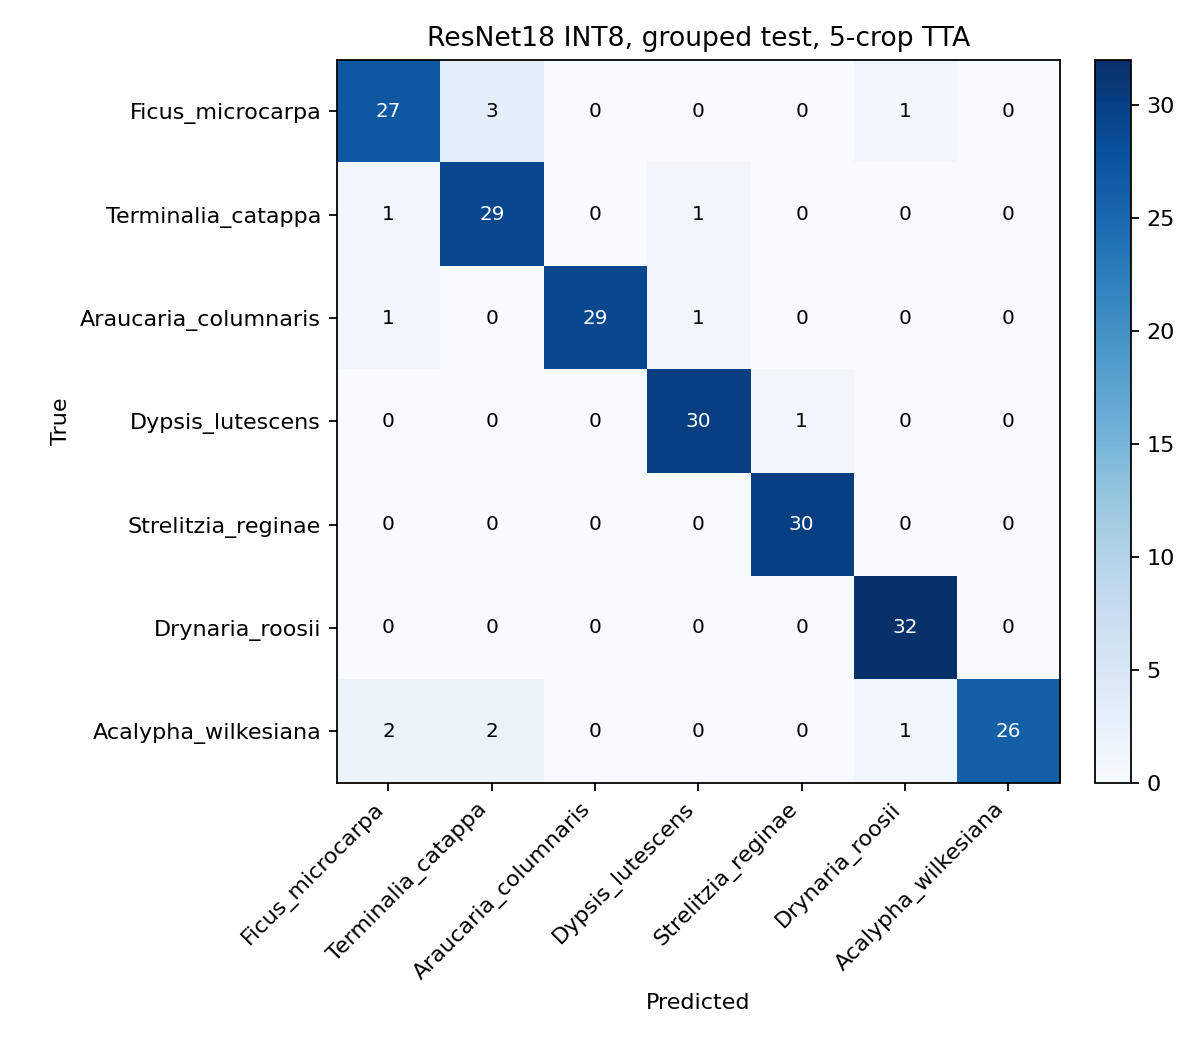 ResNet18 INT8, grouped test, 5-crop TTA
Ficus_microcarpa 27 3 0 0 0 1 0
Terminalia_catappa 1 29 0 1 0 0 0
Araucaria_columnaris 1 0 29 1 0 0 0
Dypsis_lutescens 0 0 0 30 1 0 0
Strelitzia_reginae 0 0 0 0 30 0 0
Drynaria_roosii 0 0 0 0 0 32 0
Acalypha_wilkesiana 2 2 0 0 0 1 26
True
Ficus_microcarpa
Terminalia_catappa
Araucaria_columnaris
Dypsis_lutescens
Strelitzia_reginae
Drynaria_roosii
Acalypha_wilkesiana
Predicted
30
25
20
15
10
5
0